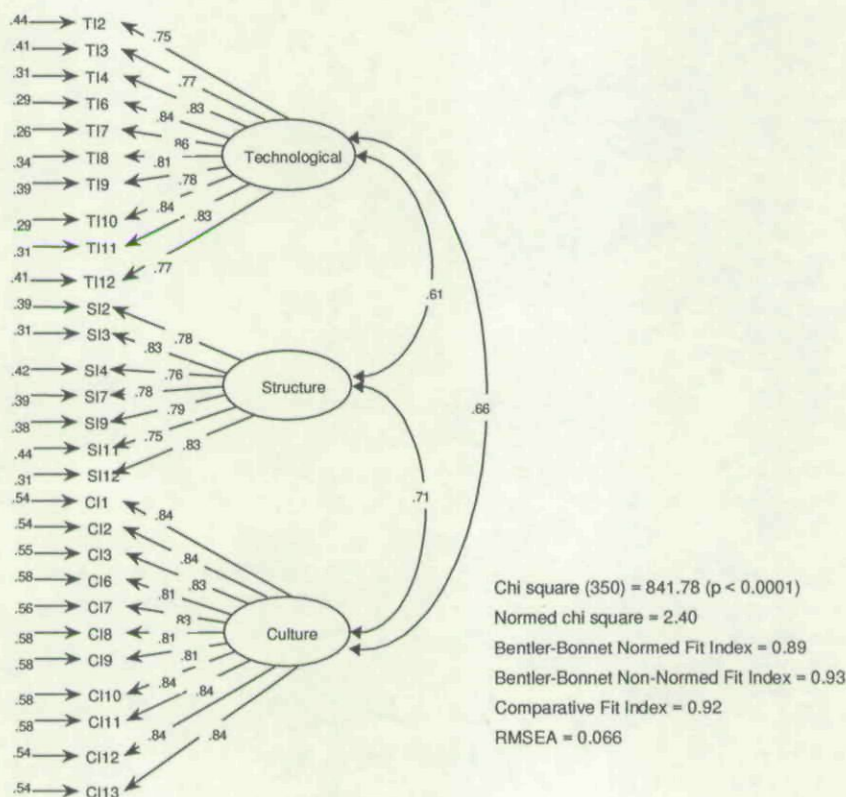 .44 TI2 .75
.41 TI3 .77
.31 TI4 .83
.29 TI6 .84
.26 TI7 .86
.34 TI8 .81
.39 TI9 .78
.29 TI10 .84
.31 TI11 .83
.41 TI12 .77
Technological
.61
.39 SI2 .78
.31 SI3 .83
.42 SI4 .76
.39 SI7 .78
.38 SI9 .79
.44 SI11 .75
.31 SI12 .83
Structure
.66
.71
.54 CI1 .84
.54 CI2 .84
.55 CI3 .83
.58 CI6 .81
.56 CI7 .83
.58 CI8 .81
.58 CI9 .81
.58 CI10 .84
.58 CI11 .84
.54 CI12 .84
.54 CI13 .84
Culture
Chi square (350) = 841.78 (p < 0.0001)
Normed chi square = 2.40
Bentler-Bonnet Normed Fit Index = 0.89
Bentler-Bonnet Non-Normed Fit Index = 0.93
Comparative Fit Index = 0.92
RMSEA = 0.066